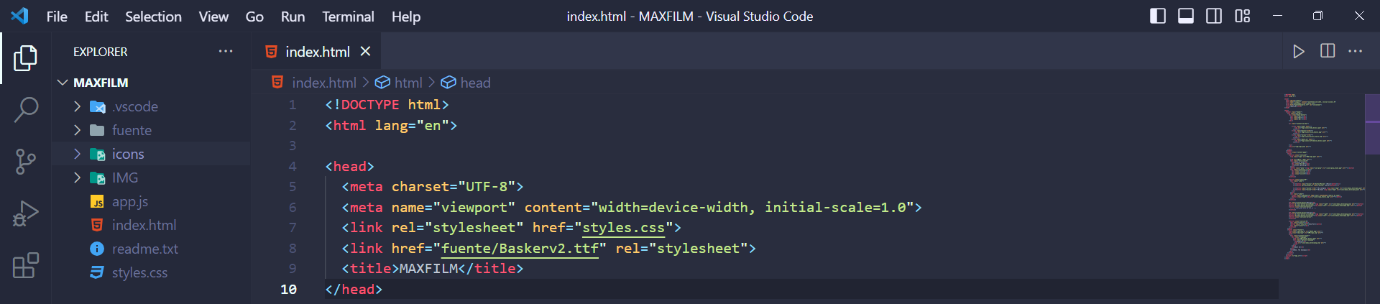 File Edit Selection View Go Run Terminal Help index.html - MAXFILM - Visual Studio Code
EXPLORER ···
MAXFILM
.vscode
fuente
icons
IMG
app.js
index.html
readme.txt
styles.css
index.html
index.html > html > head
1 <!DOCTYPE html>
2 <html lang="en">
3
4 <head>
5 <meta charset="UTF-8">
6 <meta name="viewport" content="width=device-width, initial-scale=1.0">
7 <link rel="stylesheet" href="styles.css">
8 <link href="fuente/Baskerv2.ttf" rel="stylesheet">
9 <title>MAXFILM</title>
10 </head>